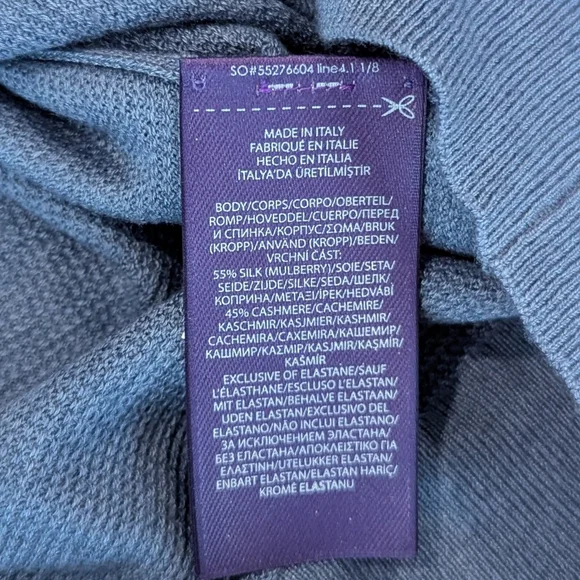 SO#55276604 line4.1 1/8
MADE IN ITALY
FABRIQUÉ EN ITALIE
HECHO EN ITALIA
İTALYA'DA ÜRETİLMİŞTİR
BODY/CORPS/CORPO/OBERTEIL/
ROMP/HOVEDDEL/CUERPO/ПЕРЕД
И СПИНКА/КОРПУС/ΣΩΜΑ/BRUK
(KROPP)/ANVÄND (KROPP)/BEDEN/
VRCHNÍ ČÁST:
55% SILK (MULBERRY)/SOIE/SETA/
SEIDE/ZIJDE/SILKE/SEDA/ШЕЛК/
КОПРИНА/ΜΕΤΑΞΙ/İPEK/HEDVÁBÍ
45% CASHMERE/CACHEMIRE/
KASCHMIR/KASJMIER/KASHMIR/
CACHEMIRA/CAXEMIRA/КАШЕМИР/
КАШМИР/ΚΑΣΜΙΡ/KASJMIR/KAŞMİR/
KAŠMÍR
EXCLUSIVE OF ELASTANE/SAUF
L'ÉLASTHANE/ESCLUSO L'ELASTAN/
MIT ELASTAN/BEHALVE ELASTAAN/
UDEN ELASTAN/EXCLUSIVO DEL
ELASTANO/NÃO INCLUI ELASTANO/
ЗА ИСКЛЮЧЕНИЕМ ЭЛАСТАНА/
БЕЗ ЕЛАСТАНА/ΑΠΟΚΛΕΙΣΤΙΚΟ ΓΙΑ
ΕΛΑΣΤΙΝΗ/UTELUKKER ELASTAN/
ENBART ELASTAN/ELASTAN HARİÇ/
KROMĚ ELASTANU